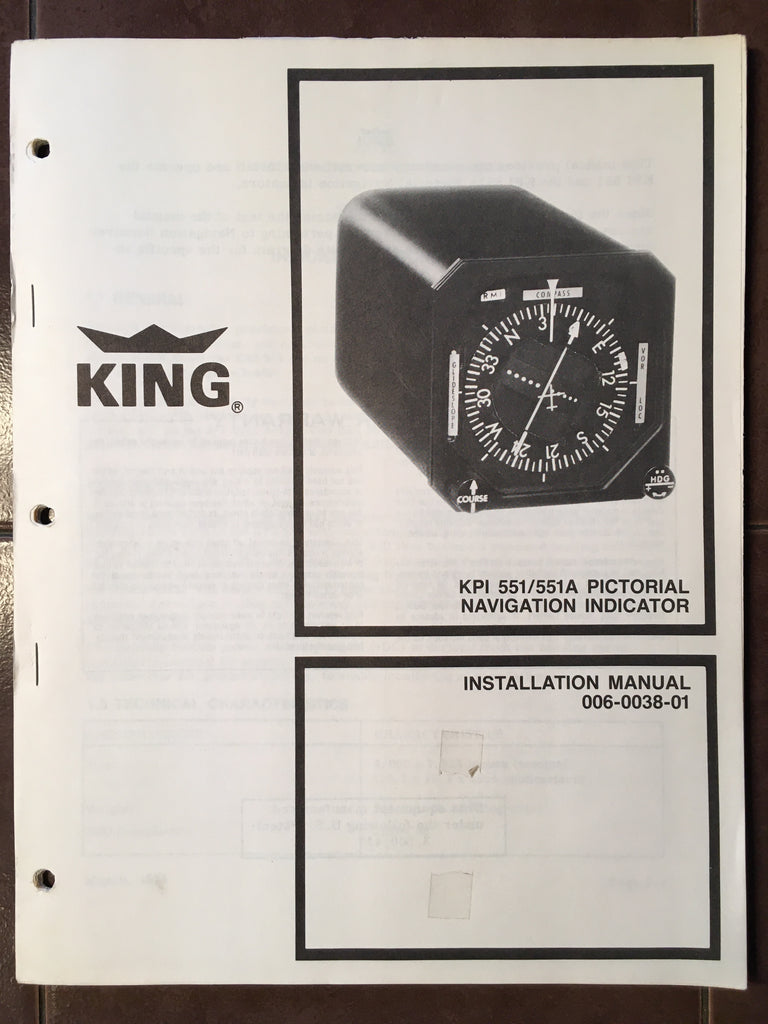 KING®
RMI
COMPASS
GLIDESLOPE
VOR LOC
N
3
E
12
15
S
21
24
W
30
33
COURSE
HDG
KPI 551/551A PICTORIAL
NAVIGATION INDICATOR
INSTALLATION MANUAL
006-0038-01